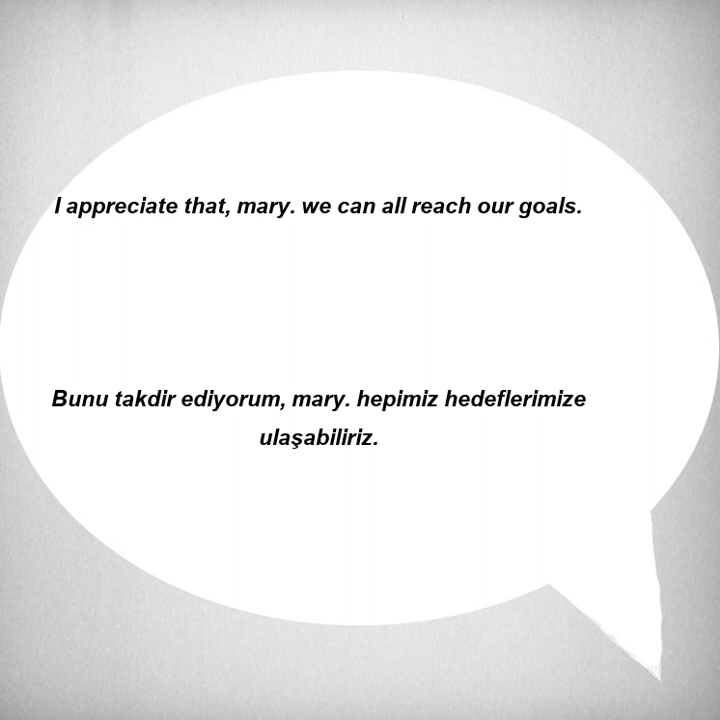 I appreciate that, mary. we can all reach our goals.
Bunu takdir ediyorum, mary. hepimiz hedeflerimize
ulaşabiliriz.